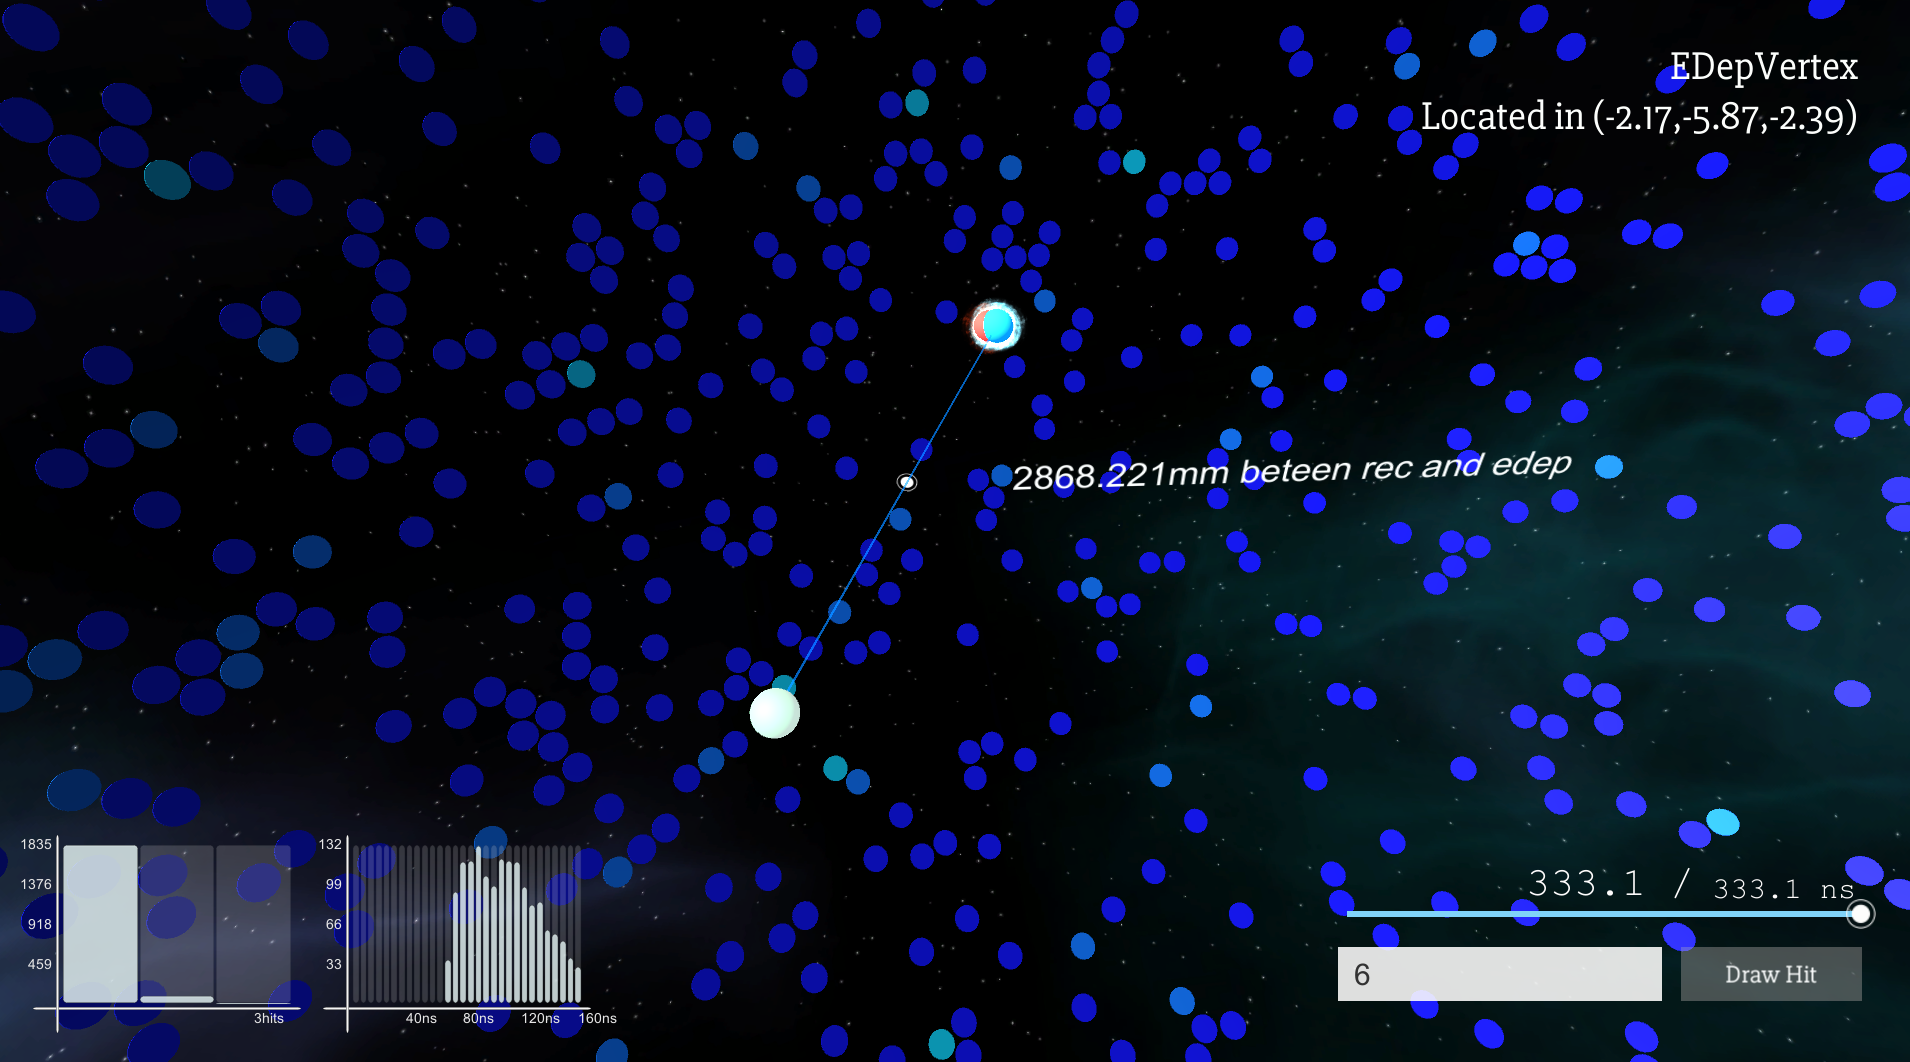 EDepVertex
Located in (-2.17,-5.87,-2.39)
2868.221mm beteen rec and edep
1835
1376
918
459
3hits
132
99
66
33
40ns 80ns 120ns 160ns
333.1 / 333.1 ns
6
Draw Hit